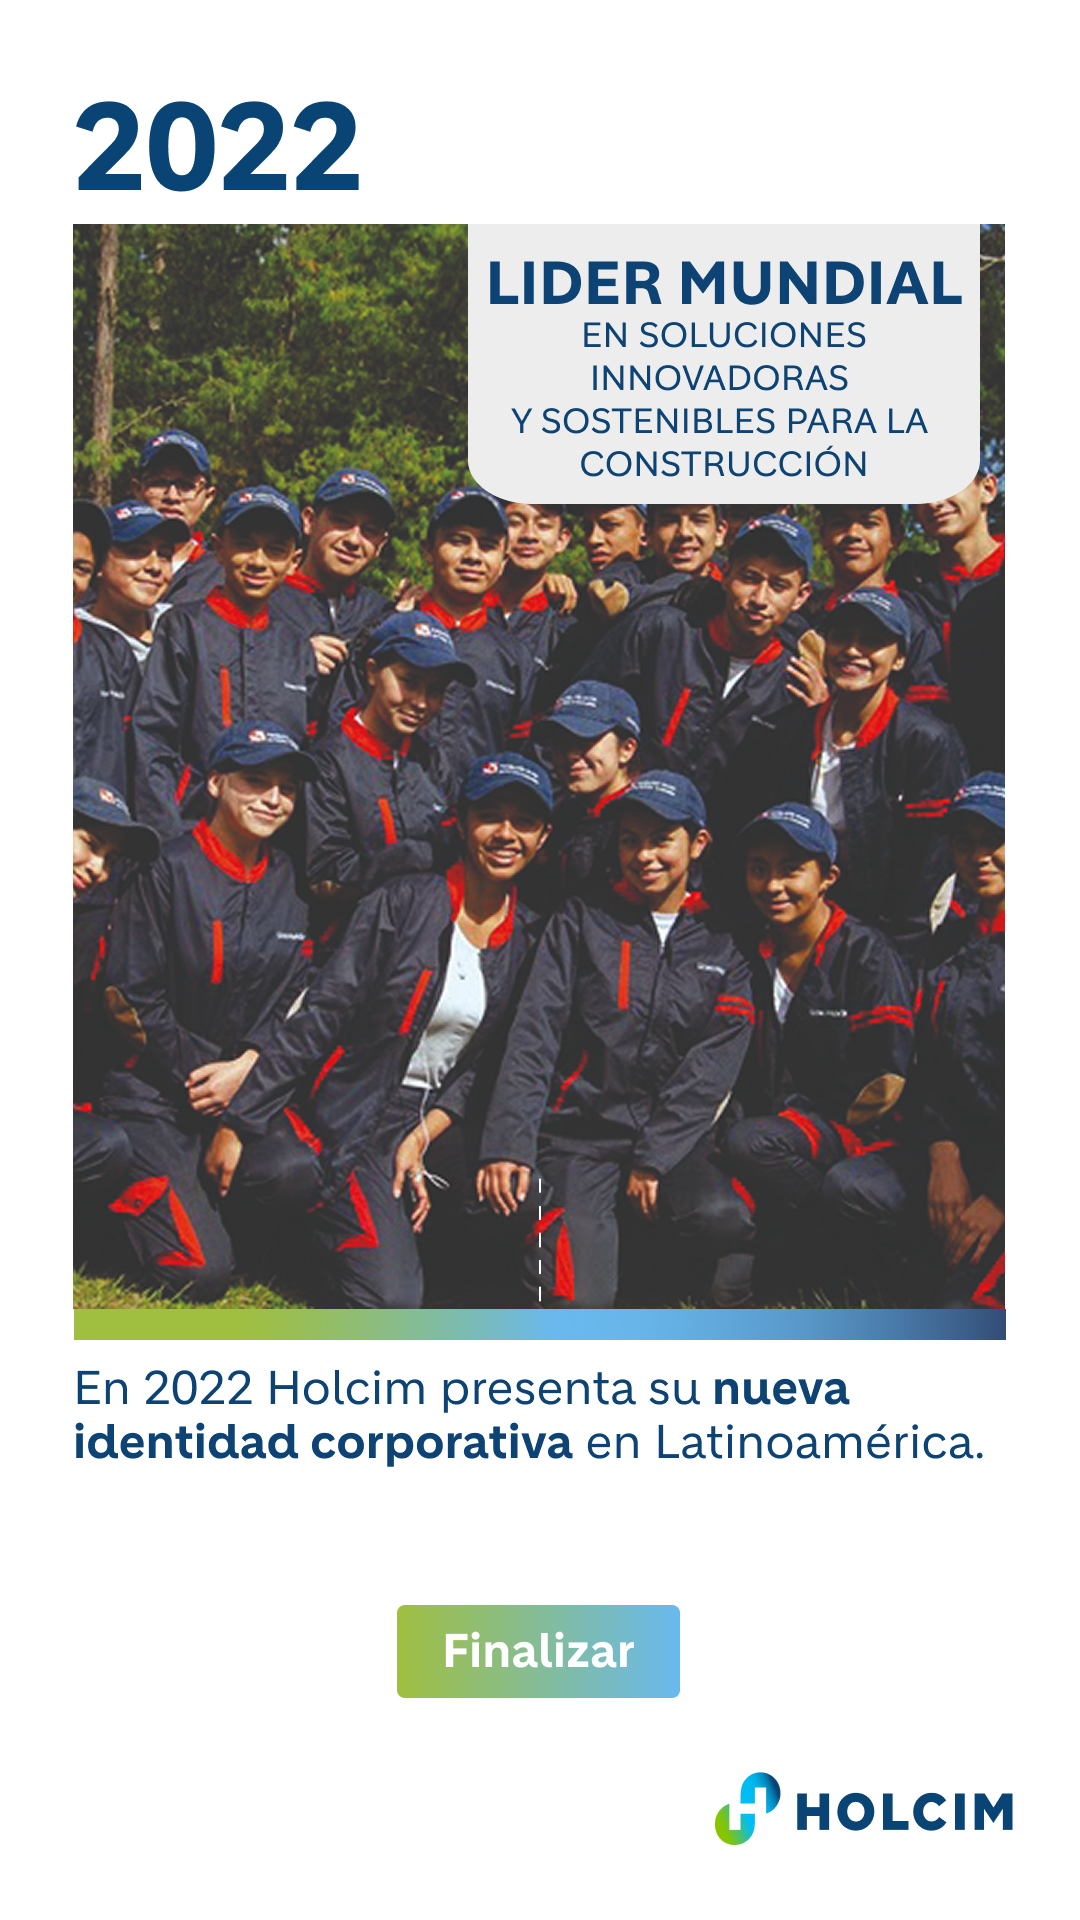 2022
LIDER MUNDIAL
EN SOLUCIONES
INNOVADORAS
Y SOSTENIBLES PARA LA
CONSTRUCCIÓN
En 2022 Holcim presenta su nueva
identidad corporativa en Latinoamérica.
Finalizar
HOLCIM